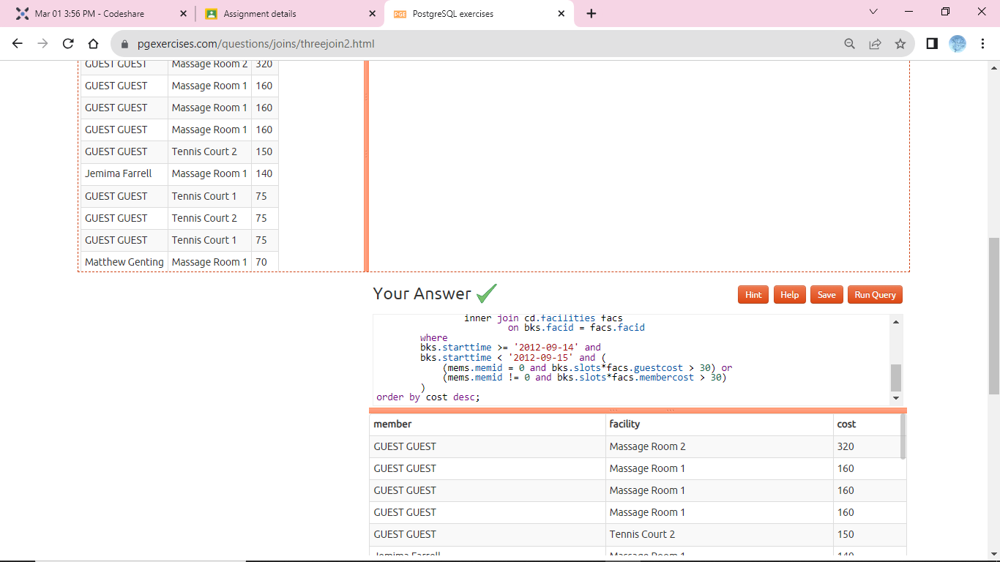 Mar 01 3:56 PM - Codeshare
Assignment details
PGE PostgreSQL exercises
pgexercises.com/questions/joins/threejoin2.html
GUEST GUEST Massage Room 2 320
GUEST GUEST Massage Room 1 160
GUEST GUEST Massage Room 1 160
GUEST GUEST Massage Room 1 160
GUEST GUEST Tennis Court 2 150
Jemima Farrell Massage Room 1 140
GUEST GUEST Tennis Court 1 75
GUEST GUEST Tennis Court 2 75
GUEST GUEST Tennis Court 1 75
Matthew Genting Massage Room 1 70
Your Answer
Hint Help Save Run Query
inner join cd.facilities facs
on bks.facid = facs.facid
where
bks.starttime >= '2012-09-14' and
bks.starttime < '2012-09-15' and (
(mems.memid = 0 and bks.slots*facs.guestcost > 30) or
(mems.memid != 0 and bks.slots*facs.membercost > 30)
)
order by cost desc;
member facility cost
GUEST GUEST Massage Room 2 320
GUEST GUEST Massage Room 1 160
GUEST GUEST Massage Room 1 160
GUEST GUEST Massage Room 1 160
GUEST GUEST Tennis Court 2 150
Jemima Farrell Massage Room 1 140